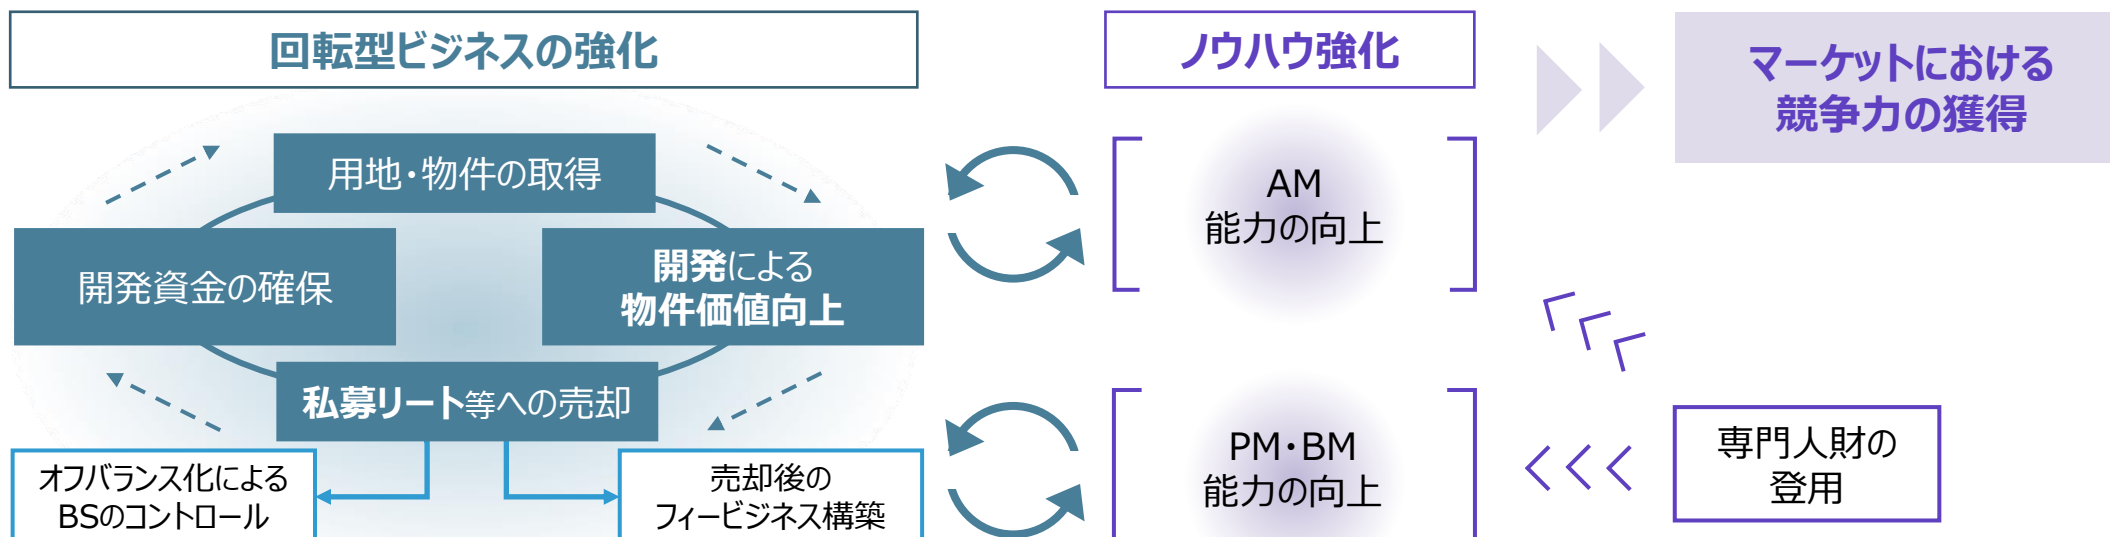 回転型ビジネスの強化
用地・物件の取得
開発資金の確保
開発による
物件価値向上
私募リート等への売却
オフバランス化による
BSのコントロール
売却後の
フィービジネス構築
ノウハウ強化
AM
能力の向上
PM・BM
能力の向上
マーケットにおける
競争力の獲得
専門人財の
登用